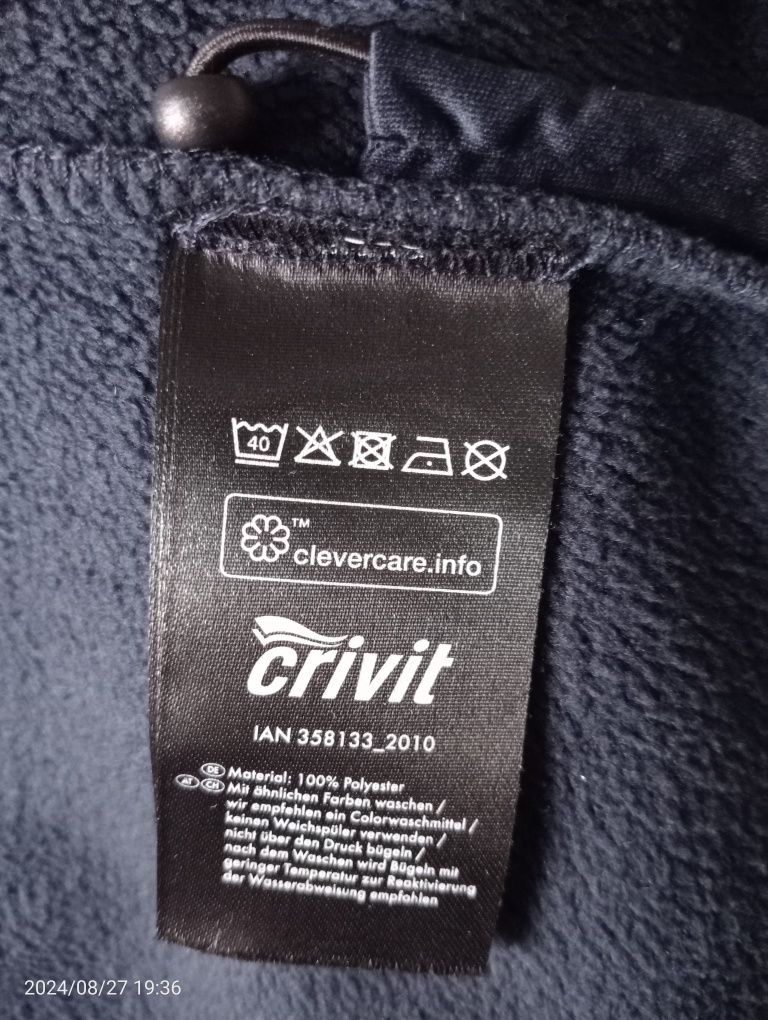 40
TM
clevercare.info
crivit
IAN 358133_2010
DE Material: 100% Polyester
AT CH Mit ähnlichen Farben waschen /
wir empfehlen ein Colorwaschmittel /
keinen Weichspüler verwenden /
nicht über den Druck bügeln /
nach dem Waschen wird Bügeln mit
geringer Temperatur zur Reaktivierung
der Wasserabweisung empfohlen
2024/08/27 19:36